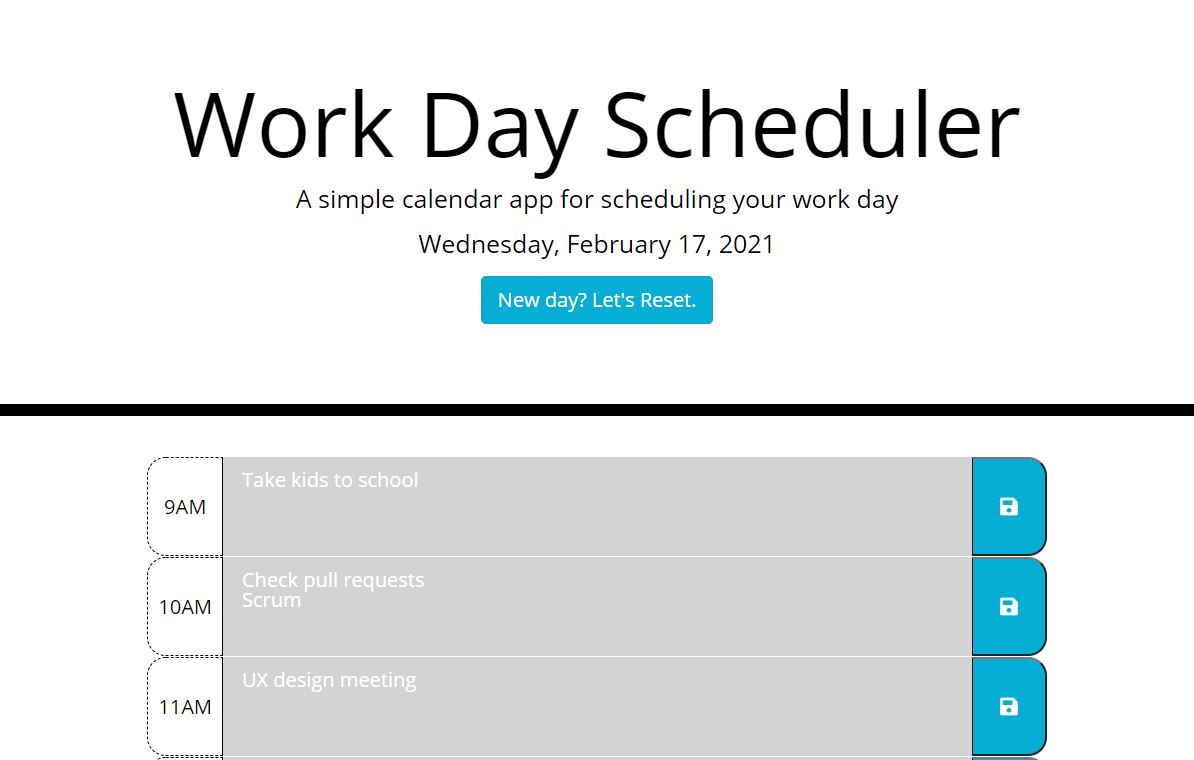 Work Day Scheduler
A simple calendar app for scheduling your work day
Wednesday, February 17, 2021
New day? Let's Reset.
9AM
Take kids to school
10AM
Check pull requests
Scrum
11AM
UX design meeting